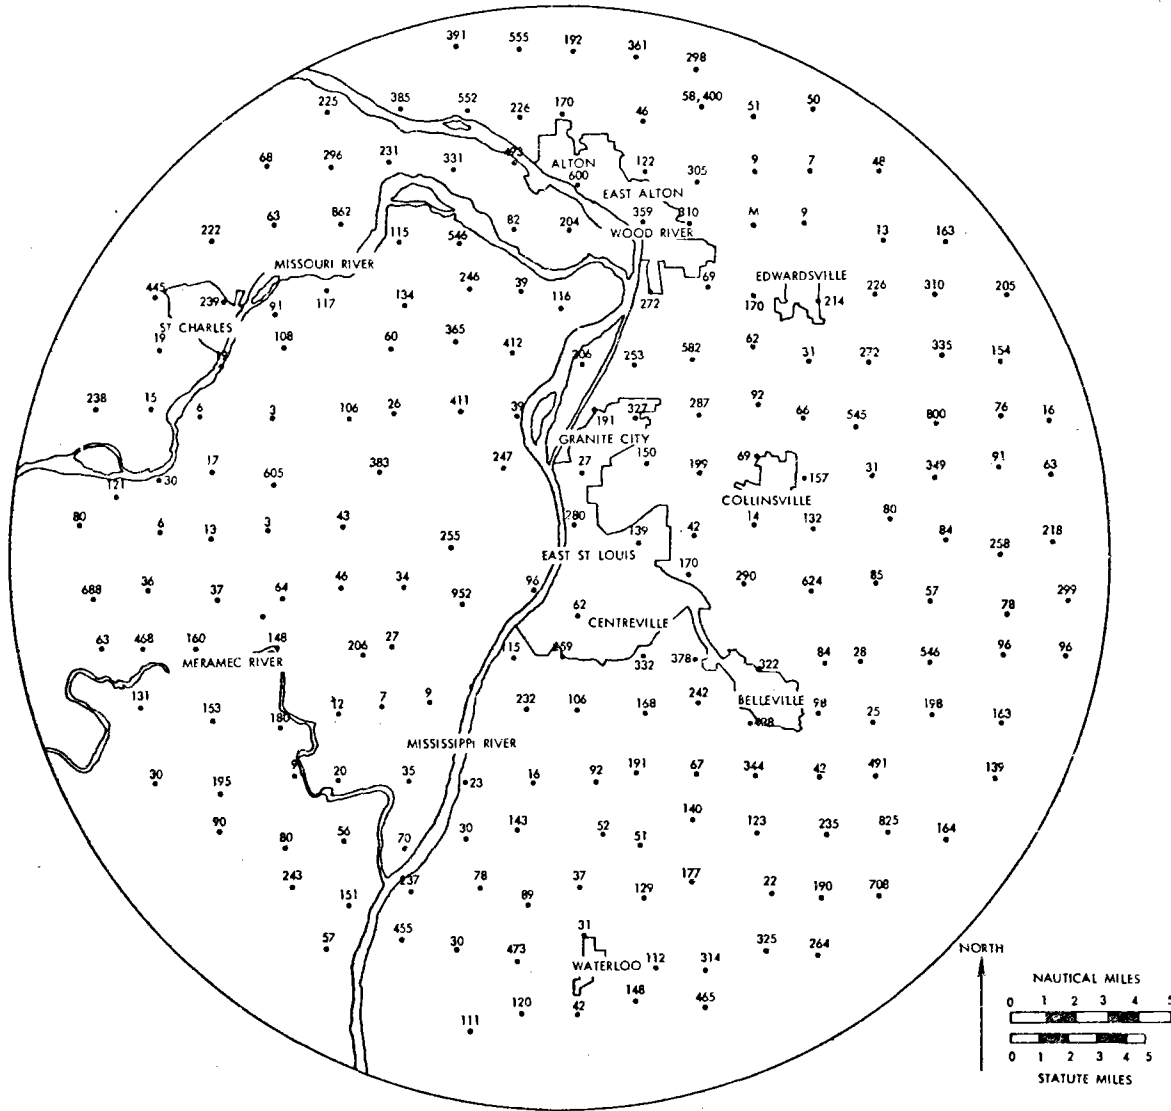 391 555 192 361 298
225 385 552 226 170 46 58,400 51 50
68 296 231 331 493 122 305 9 7 48
ALTON
600
EAST ALTON
222 63 862 115 546 82 204 359 810 M 9 13 163
WOOD RIVER
MISSOURI RIVER
445 239 91 117 134 246 39 116 272 69 170 214 226 310 205
EDWARDSVILLE
ST CHARLES
19 19 108 60 365 412 206 253 582 62 31 272 335 154
238 15 6 3 106 26 411 39 191 327 287 92 66 545 800 76 16
GRANITE CITY
121 30 17 605 383 247 27 150 199 69 157 31 349 91 63
COLLINSVILLE
80 6 13 3 43 255 280 139 42 14 132 80 84 258 218
EAST ST LOUIS
688 36 37 64 46 34 952 96 62 170 290 624 85 57 78 299
CENTREVILLE
63 468 160 148 206 27 115 259 332 378 322 84 28 546 96 96
MERAMEC RIVER
131 153 180 12 7 9 232 106 168 242 98 25 198 163
BELLEVILLE
MISSISSIPPI RIVER
30 195 9 20 35 23 16 92 191 67 344 42 491 139
90 80 56 70 30 143 52 51 140 123 235 825 164
243 151 237 78 89 37 129 177 22 190 708
57 455 30 473 31 112 314 325 264
WATERLOO
111 120 42 148 465
NORTH
NAUTICAL MILES
0 1 2 3 4 5
0 1 2 3 4 5
STATUTE MILES